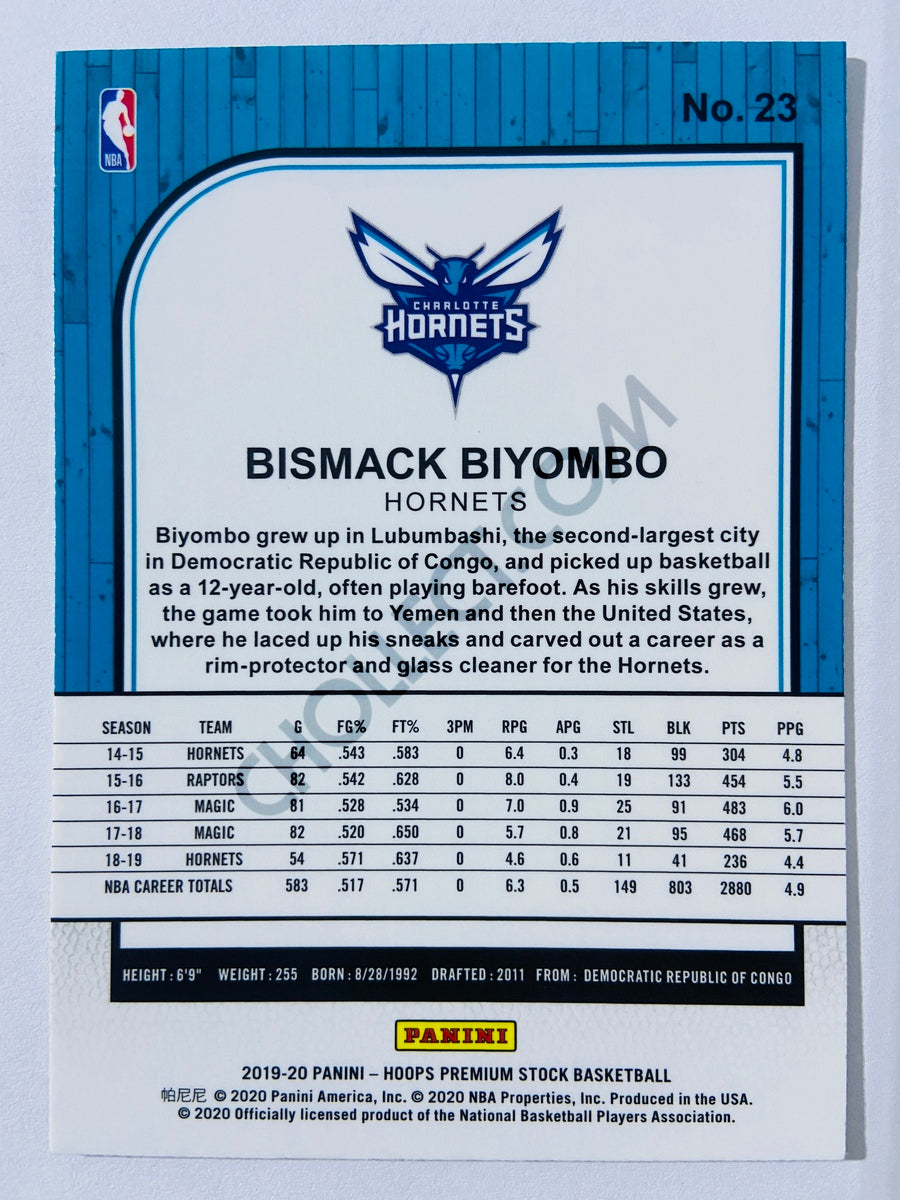 No. 23
NBA
CHARLOTTE
HORNETS
BISMACK BIYOMBO
HORNETS
Biyombo grew up in Lubumbashi, the second-largest city
in Democratic Republic of Congo, and picked up basketball
as a 12-year-old, often playing barefoot. As his skills grew,
the game took him to Yemen and then the United States,
where he laced up his sneaks and carved out a career as a
rim-protector and glass cleaner for the Hornets.
CHOLLECT.COM
SEASON TEAM G FG% FT% 3PM RPG APG STL BLK PTS PPG
14-15 HORNETS 64 .543 .583 0 6.4 0.3 18 99 304 4.8
15-16 RAPTORS 82 .542 .628 0 8.0 0.4 19 133 454 5.5
16-17 MAGIC 81 .528 .534 0 7.0 0.9 25 91 483 6.0
17-18 MAGIC 82 .520 .650 0 5.7 0.8 21 95 468 5.7
18-19 HORNETS 54 .571 .637 0 4.6 0.6 11 41 236 4.4
NBA CAREER TOTALS 583 .517 .571 0 6.3 0.5 149 803 2880 4.9
HEIGHT: 6'9" WEIGHT: 255 BORN: 8/28/1992 DRAFTED: 2011 FROM: DEMOCRATIC REPUBLIC OF CONGO
PANINI
2019-20 PANINI – HOOPS PREMIUM STOCK BASKETBALL
帕尼尼 © 2020 Panini America, Inc. © 2020 NBA Properties, Inc. Produced in the USA.
© 2020 Officially licensed product of the National Basketball Players Association.